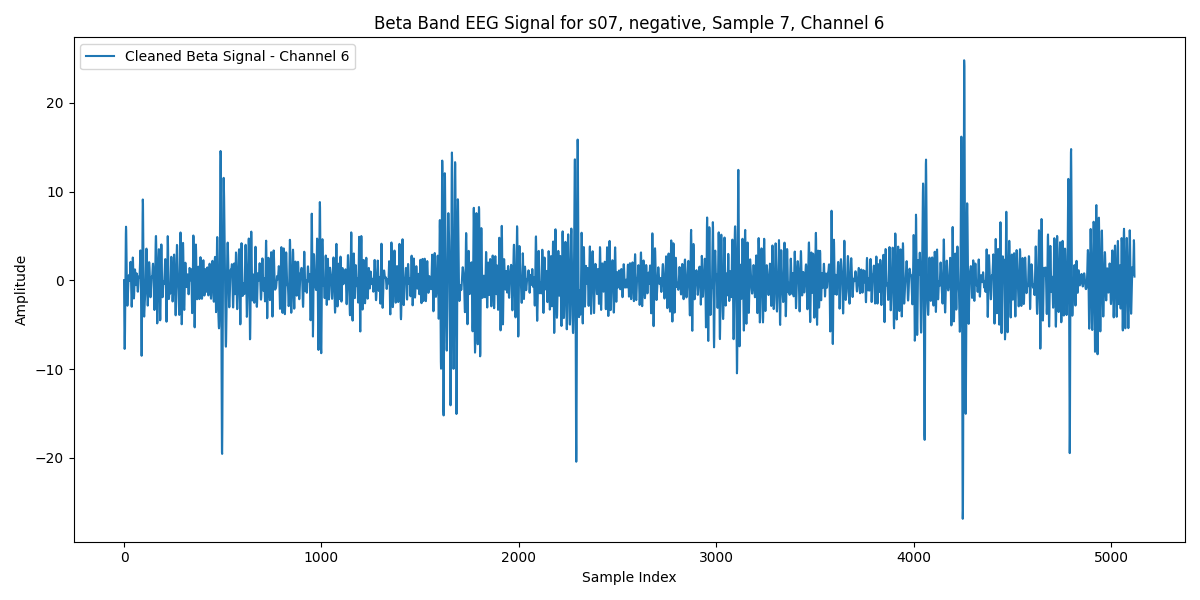 Beta Band EEG Signal for s07, negative, Sample 7, Channel 6
Cleaned Beta Signal - Channel 6
Amplitude
20
10
0
−10
−20
0 1000 2000 3000 4000 5000
Sample Index